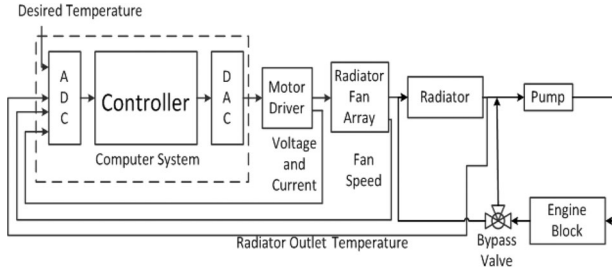 Desired Temperature
A
D
C
Controller
D
A
C
Computer System
Motor
Driver
Voltage
and
Current
Radiator
Fan
Array
Fan
Speed
Radiator
Pump
Engine
Block
Bypass
Valve
Radiator Outlet Temperature